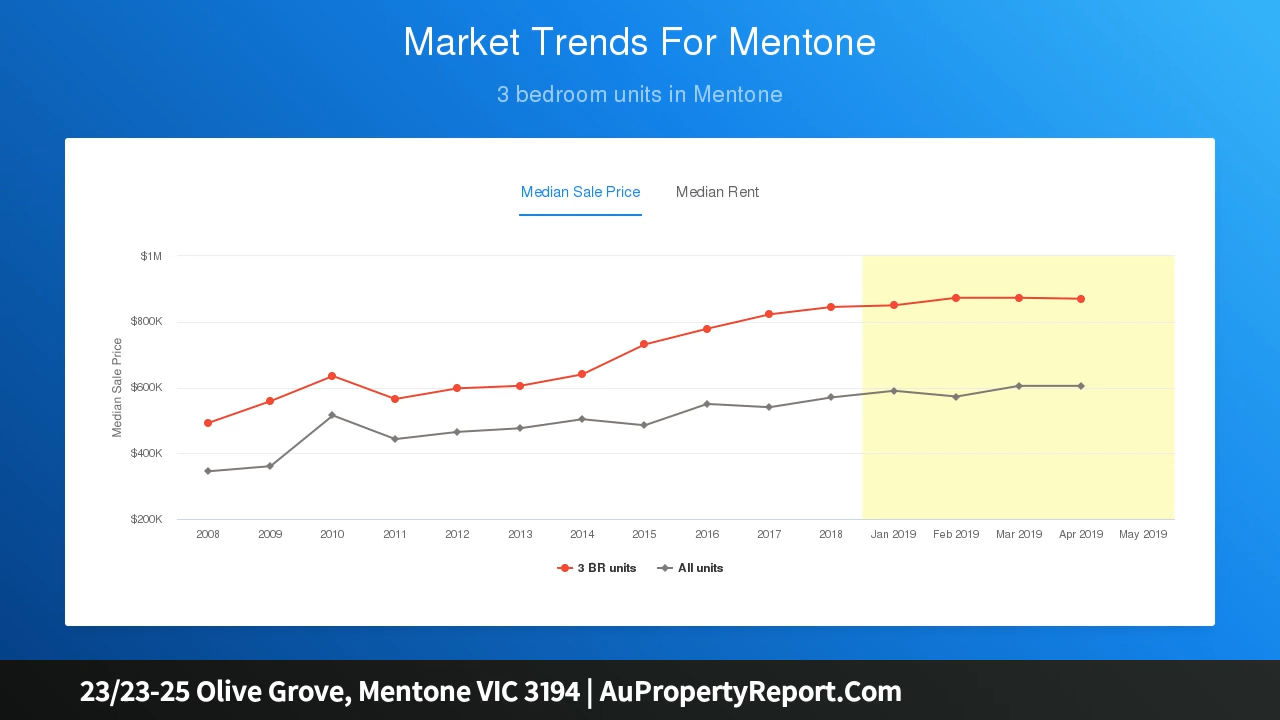 Market Trends For Mentone
3 bedroom units in Mentone
Median Sale Price Median Rent
$1M
$800K
$600K
$400K
$200K
Median Sale Price
2008 2009 2010 2011 2012 2013 2014 2015 2016 2017 2018 Jan 2019 Feb 2019 Mar 2019 Apr 2019 May 2019
3 BR units All units
23/23-25 Olive Grove, Mentone VIC 3194 | AuPropertyReport.Com